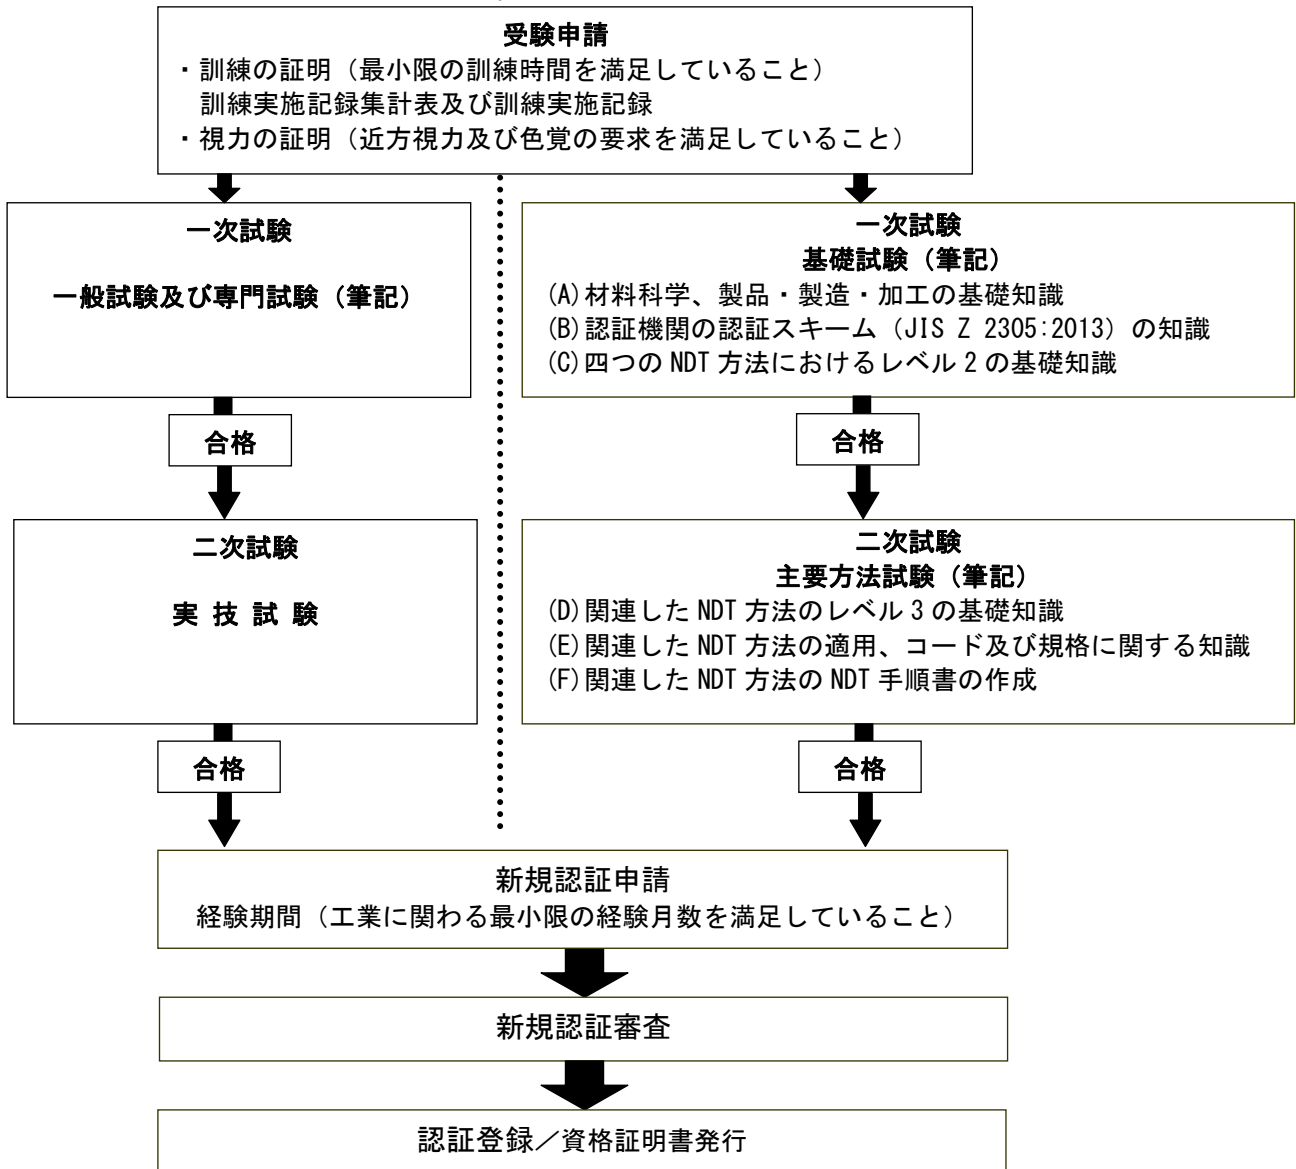 受験申請
・訓練の証明（最小限の訓練時間を満足していること）
訓練実施記録集計表及び訓練実施記録
・視力の証明（近方視力及び色覚の要求を満足していること）
一次試験
一般試験及び専門試験（筆記）
合格
二次試験
実 技 試 験
合格
一次試験
基礎試験（筆記）
(A)材料科学、製品・製造・加工の基礎知識
(B)認証機関の認証スキーム（JIS Z 2305:2013）の知識
(C)四つの NDT 方法におけるレベル 2 の基礎知識
合格
二次試験
主要方法試験（筆記）
(D)関連した NDT 方法のレベル 3 の基礎知識
(E)関連した NDT 方法の適用、コード及び規格に関する知識
(F)関連した NDT 方法の NDT 手順書の作成
合格
新規認証申請
経験期間（工業に関わる最小限の経験月数を満足していること）
新規認証審査
認証登録／資格証明書発行